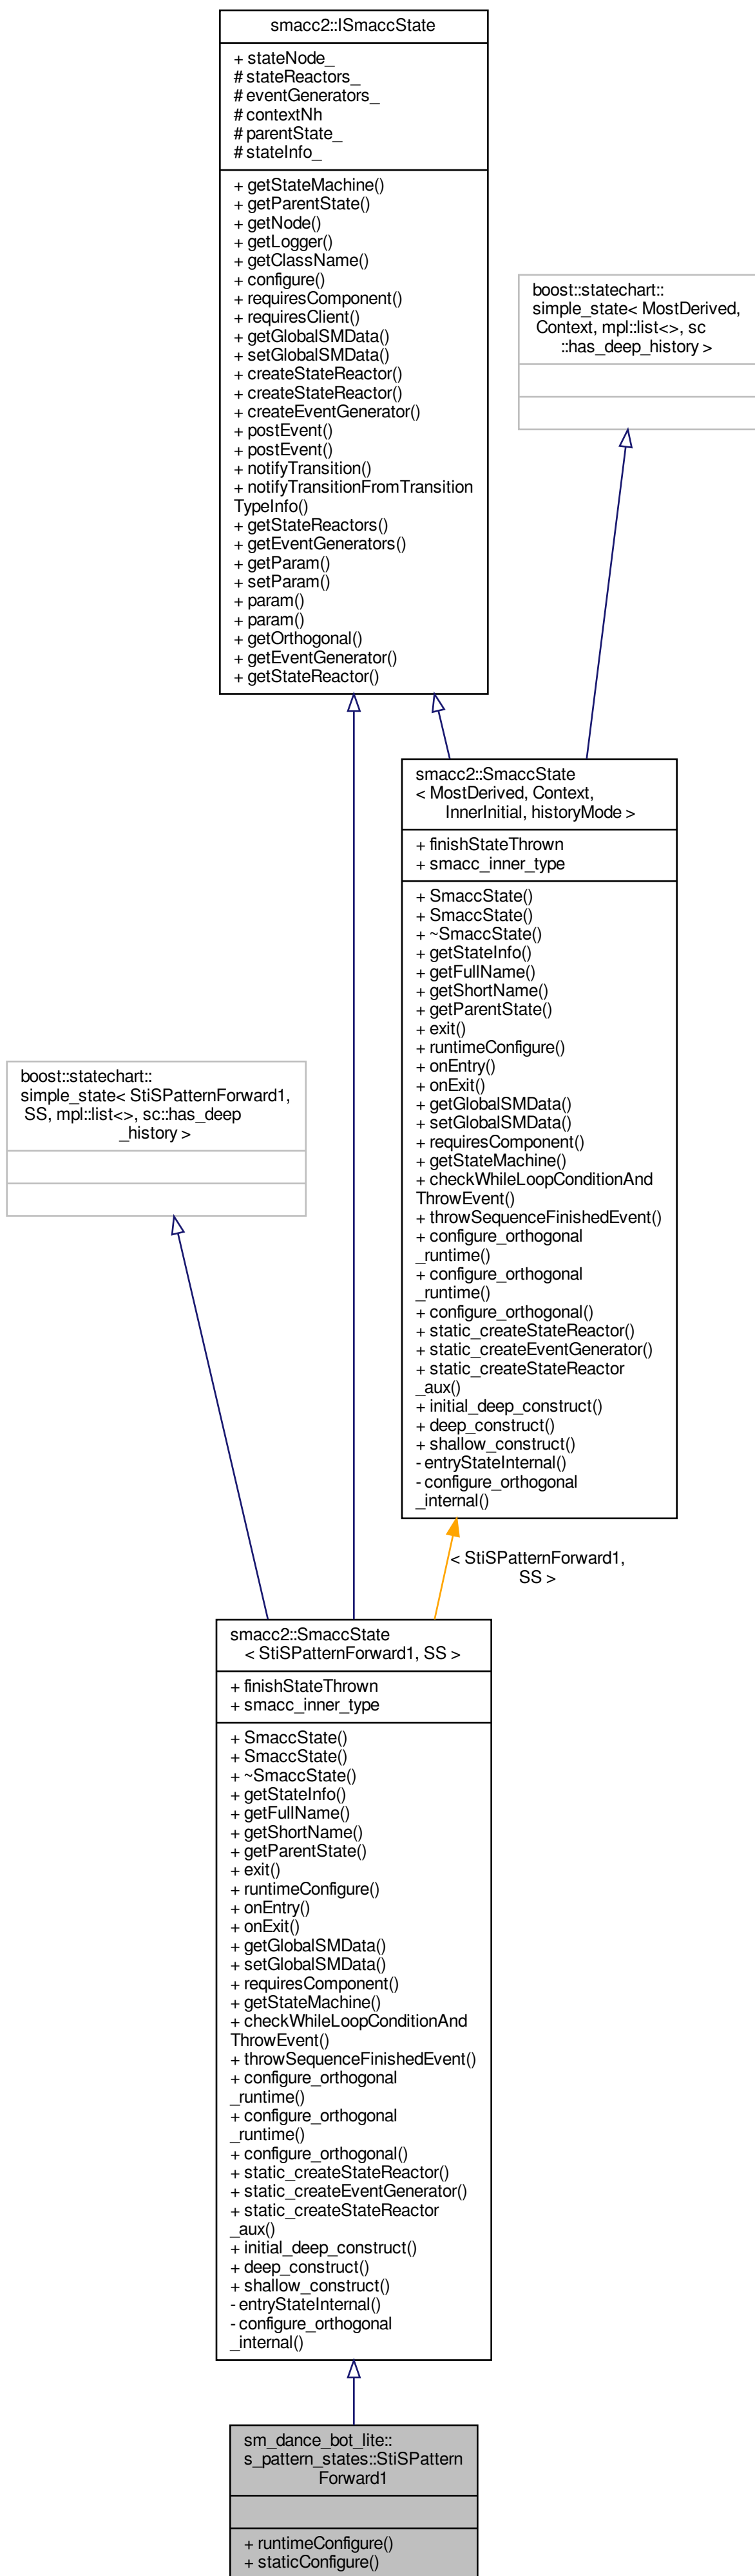 smacc2::ISmaccState
+ stateNode_
# stateReactors_
# eventGenerators_
# contextNh
# parentState_
# stateInfo_
+ getStateMachine()
+ getParentState()
+ getNode()
+ getLogger()
+ getClassName()
+ configure()
+ requiresComponent()
+ requiresClient()
+ getGlobalSMData()
+ setGlobalSMData()
+ createStateReactor()
+ createStateReactor()
+ createEventGenerator()
+ postEvent()
+ postEvent()
+ notifyTransition()
+ notifyTransitionFromTransition
TypeInfo()
+ getStateReactors()
+ getEventGenerators()
+ getParam()
+ setParam()
+ param()
+ param()
+ getOrthogonal()
+ getEventGenerator()
+ getStateReactor()
boost::statechart::
simple_state< MostDerived,
Context, mpl::list<>, sc
::has_deep_history >
smacc2::SmaccState
< MostDerived, Context,
InnerInitial, historyMode >
+ finishStateThrown
+ smacc_inner_type
+ SmaccState()
+ SmaccState()
+ ~SmaccState()
+ getStateInfo()
+ getFullName()
+ getShortName()
+ getParentState()
+ exit()
+ runtimeConfigure()
+ onEntry()
+ onExit()
+ getGlobalSMData()
+ setGlobalSMData()
+ requiresComponent()
+ getStateMachine()
+ checkWhileLoopConditionAnd
ThrowEvent()
+ throwSequenceFinishedEvent()
+ configure_orthogonal
_runtime()
+ configure_orthogonal
_runtime()
+ configure_orthogonal()
+ static_createStateReactor()
+ static_createEventGenerator()
+ static_createStateReactor
_aux()
+ initial_deep_construct()
+ deep_construct()
+ shallow_construct()
- entryStateInternal()
- configure_orthogonal
_internal()
boost::statechart::
simple_state< StiSPatternForward1,
SS, mpl::list<>, sc::has_deep
_history >
< StiSPatternForward1,
SS >
smacc2::SmaccState
< StiSPatternForward1, SS >
+ finishStateThrown
+ smacc_inner_type
+ SmaccState()
+ SmaccState()
+ ~SmaccState()
+ getStateInfo()
+ getFullName()
+ getShortName()
+ getParentState()
+ exit()
+ runtimeConfigure()
+ onEntry()
+ onExit()
+ getGlobalSMData()
+ setGlobalSMData()
+ requiresComponent()
+ getStateMachine()
+ checkWhileLoopConditionAnd
ThrowEvent()
+ throwSequenceFinishedEvent()
+ configure_orthogonal
_runtime()
+ configure_orthogonal
_runtime()
+ configure_orthogonal()
+ static_createStateReactor()
+ static_createEventGenerator()
+ static_createStateReactor
_aux()
+ initial_deep_construct()
+ deep_construct()
+ shallow_construct()
- entryStateInternal()
- configure_orthogonal
_internal()
sm_dance_bot_lite::
s_pattern_states::StiSPattern
Forward1
+ runtimeConfigure()
+ staticConfigure()